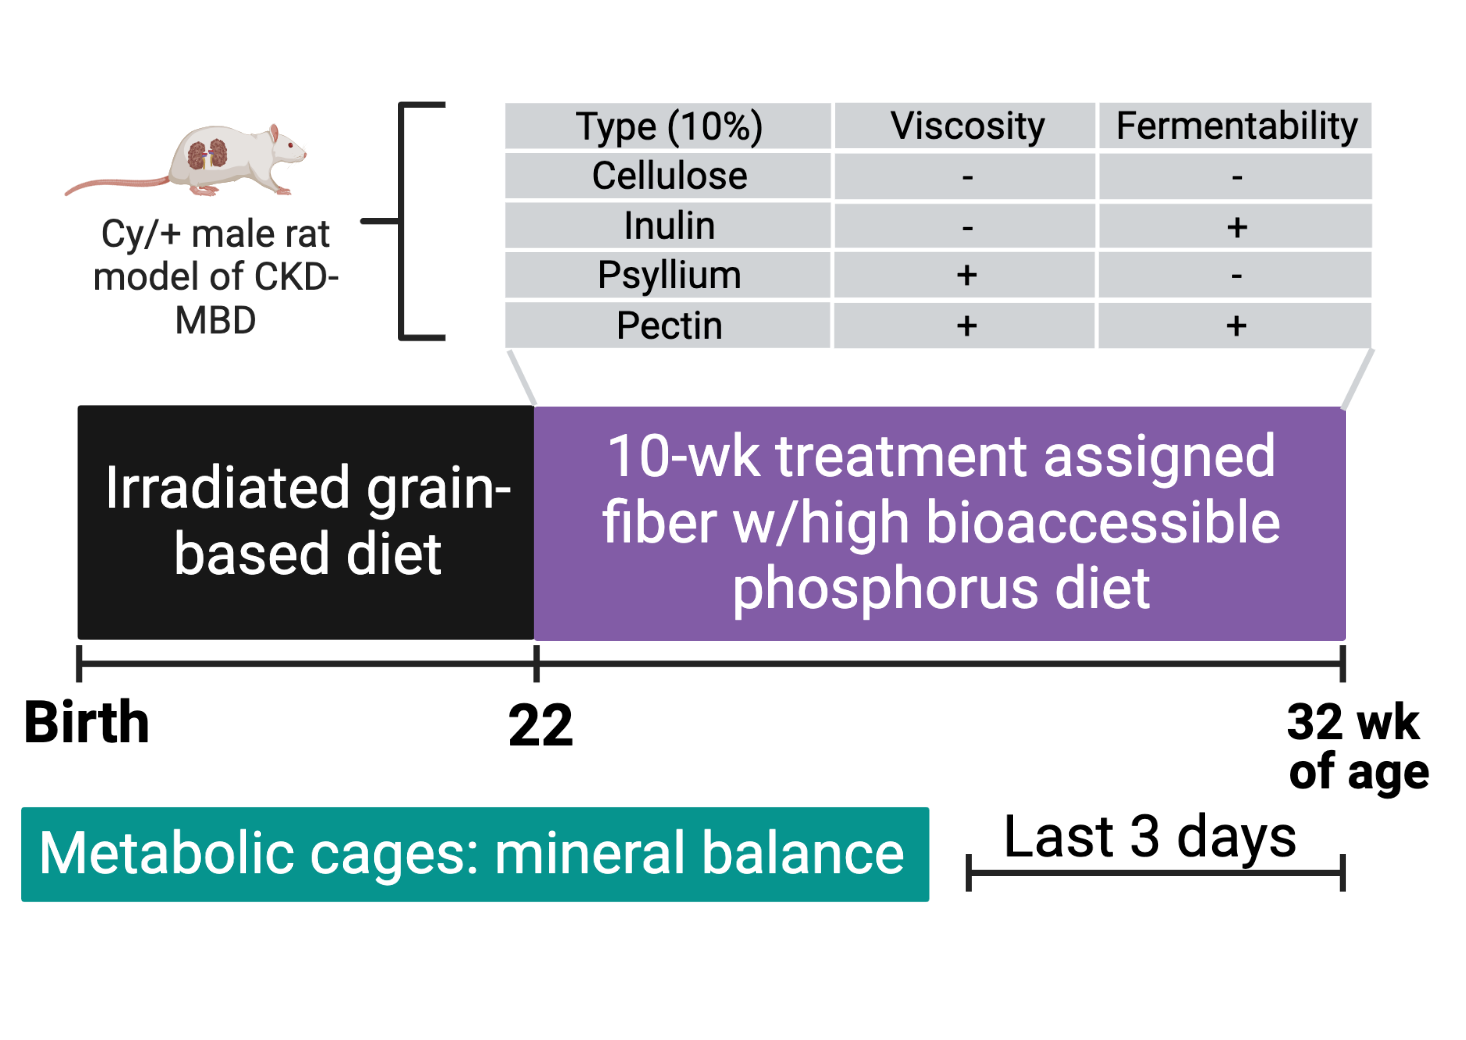 Cy/+ male rat
model of CKD-
MBD
Type (10%) Viscosity Fermentability
Cellulose - -
Inulin - +
Psyllium + -
Pectin + +
Irradiated grain-
based diet
10-wk treatment assigned
fiber w/high bioaccessible
phosphorus diet
Birth 22 32 wk
of age
Metabolic cages: mineral balance
Last 3 days